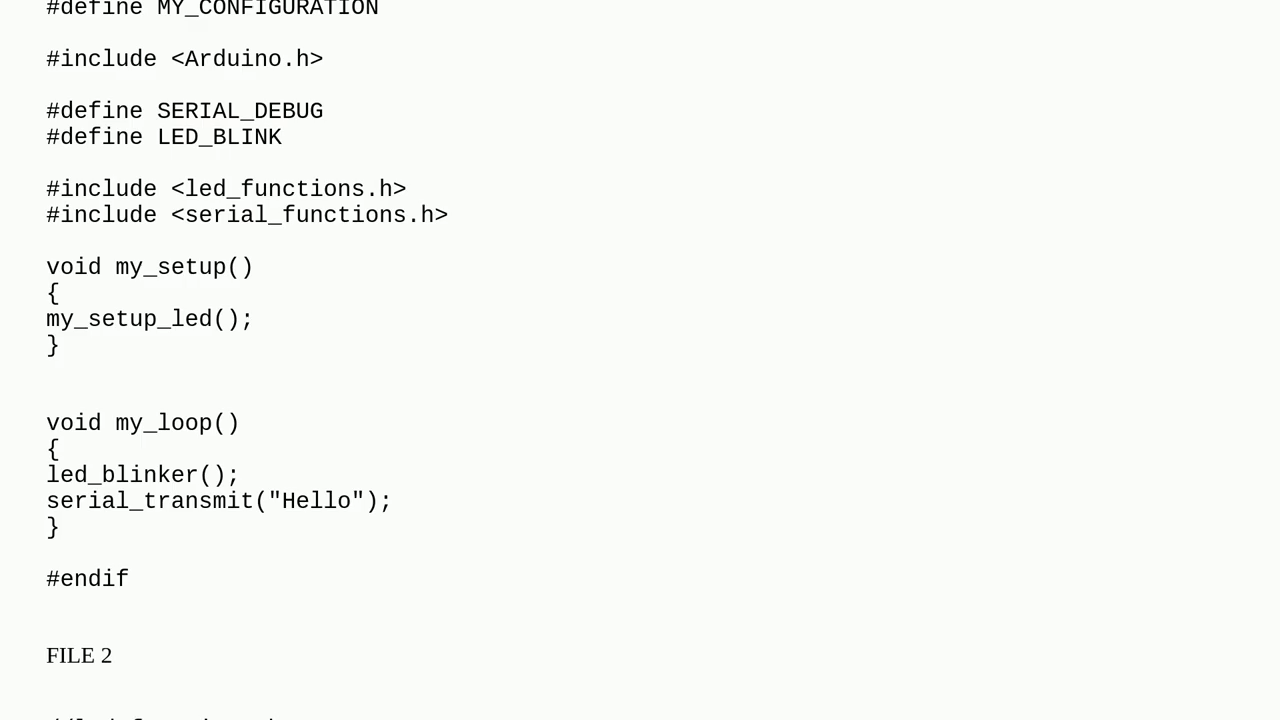 #define MY_CONFIGURATION
#include <Arduino.h>
#define SERIAL_DEBUG
#define LED_BLINK
#include <led_functions.h>
#include <serial_functions.h>
void my_setup()
{
my_setup_led();
}
void my_loop()
{
led_blinker();
serial_transmit("Hello");
}
#endif
FILE 2